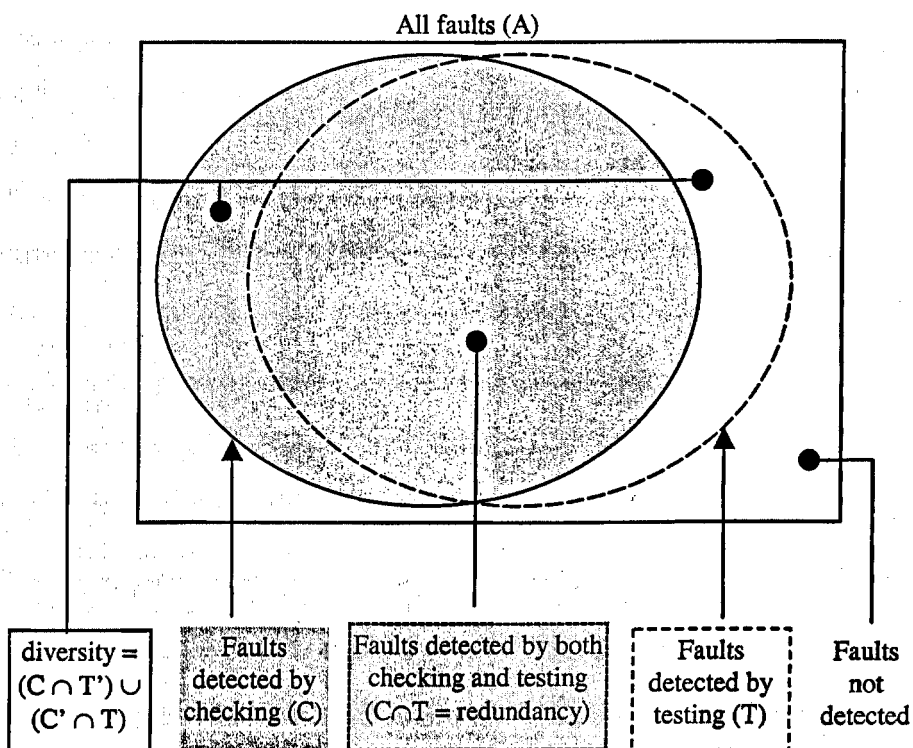 All faults (A)
diversity =
(C ∩ T') ∪
(C' ∩ T)
Faults
detected by
checking (C)
Faults detected by both
checking and testing
(C∩T = redundancy)
Faults
detected by
testing (T)
Faults
not
detected